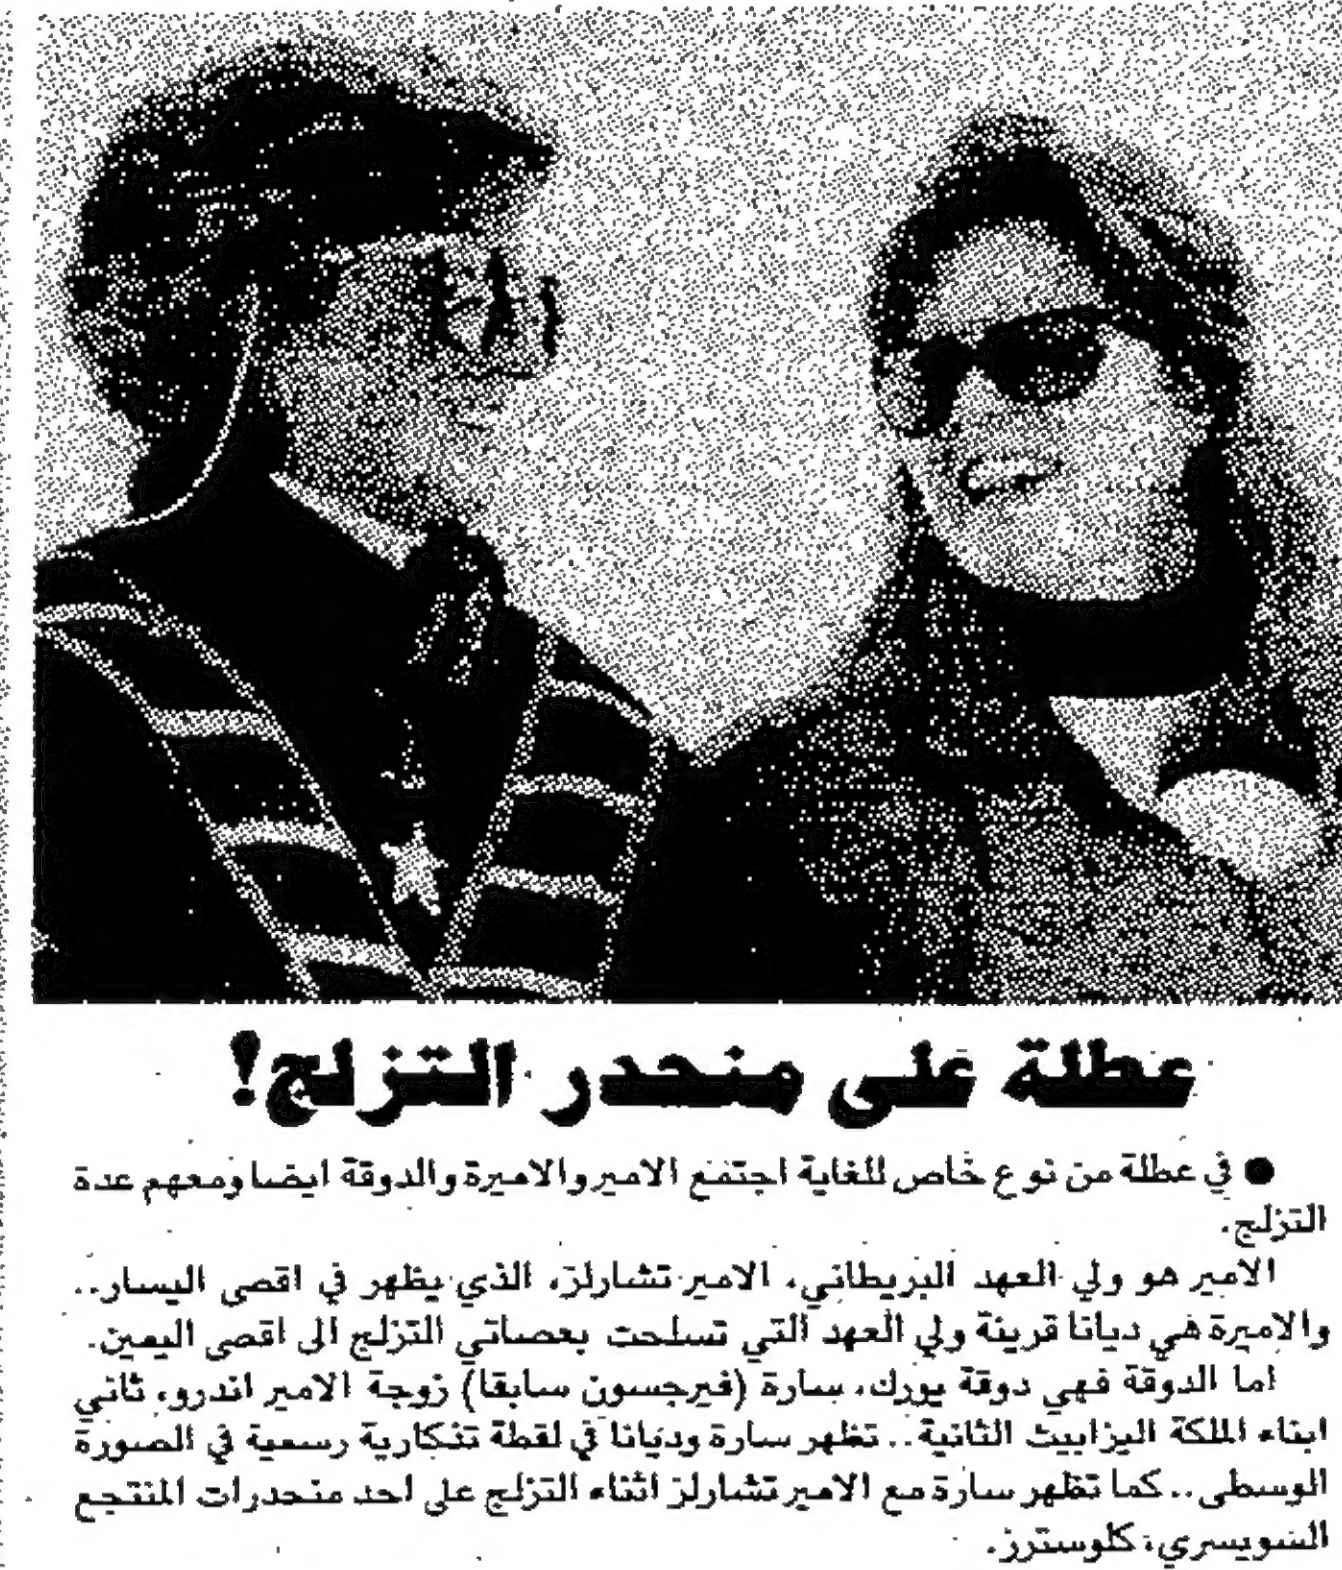 عطلة على منحدر التزلج!
● في عطلة من نوع خاص للغاية اجتمع الامير والاميرة والدوقة ايضا ومعهم عدة
التزلج.
الامير هو ولي العهد البريطاني، الامير تشارلز، الذي يظهر في اقصى اليسار..
والاميرة هي ديانا قرينة ولي العهد التي تسلحت بعصاتي التزلج الى اقصى اليمين.
اما الدوقة فهي دوقة يورك، سارة (فيرجسون سابقا) زوجة الامير اندرو، ثاني
ابناء الملكة اليزابيث الثانية.. تظهر سارة وديانا في لقطة تذكارية رسمية في الصورة
الوسطى.. كما تظهر سارة مع الامير تشارلز اثناء التزلج على احد منحدرات المنتجع
السويسري، كلوسترز.